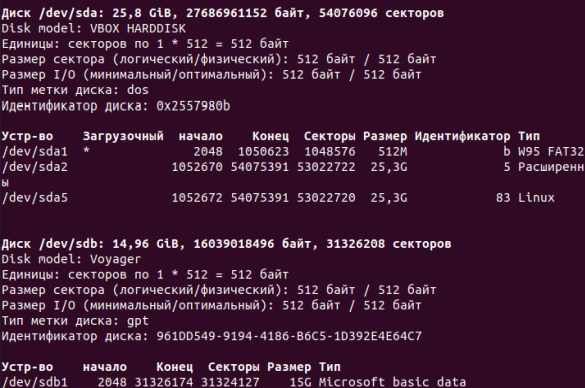 Диск /dev/sda: 25,8 GiB, 27686961152 байт, 54076096 секторов
Disk model: VBOX HARDDISK
Единицы: секторов по 1 * 512 = 512 байт
Размер сектора (логический/физический): 512 байт / 512 байт
Размер I/O (минимальный/оптимальный): 512 байт / 512 байт
Тип метки диска: dos
Идентификатор диска: 0x2557980b
Устр-во    Загрузочный  начало    Конец  Секторы Размер Идентификатор Тип
/dev/sda1  *              2048  1050623  1048576   512M             b W95 FAT32
/dev/sda2              1052670 54075391 53022722  25,3G             5 Расширенн
ы
/dev/sda5              1052672 54075391 53022720  25,3G            83 Linux
Диск /dev/sdb: 14,96 GiB, 16039018496 байт, 31326208 секторов
Disk model: Voyager
Единицы: секторов по 1 * 512 = 512 байт
Размер сектора (логический/физический): 512 байт / 512 байт
Размер I/O (минимальный/оптимальный): 512 байт / 512 байт
Тип метки диска: gpt
Идентификатор диска: 961DD549-9194-4186-B6C5-1D392E4E64C7
Устр-во    начало    Конец  Секторы Размер Тип
/dev/sdb1    2048 31326174 31324127    15G Microsoft basic data